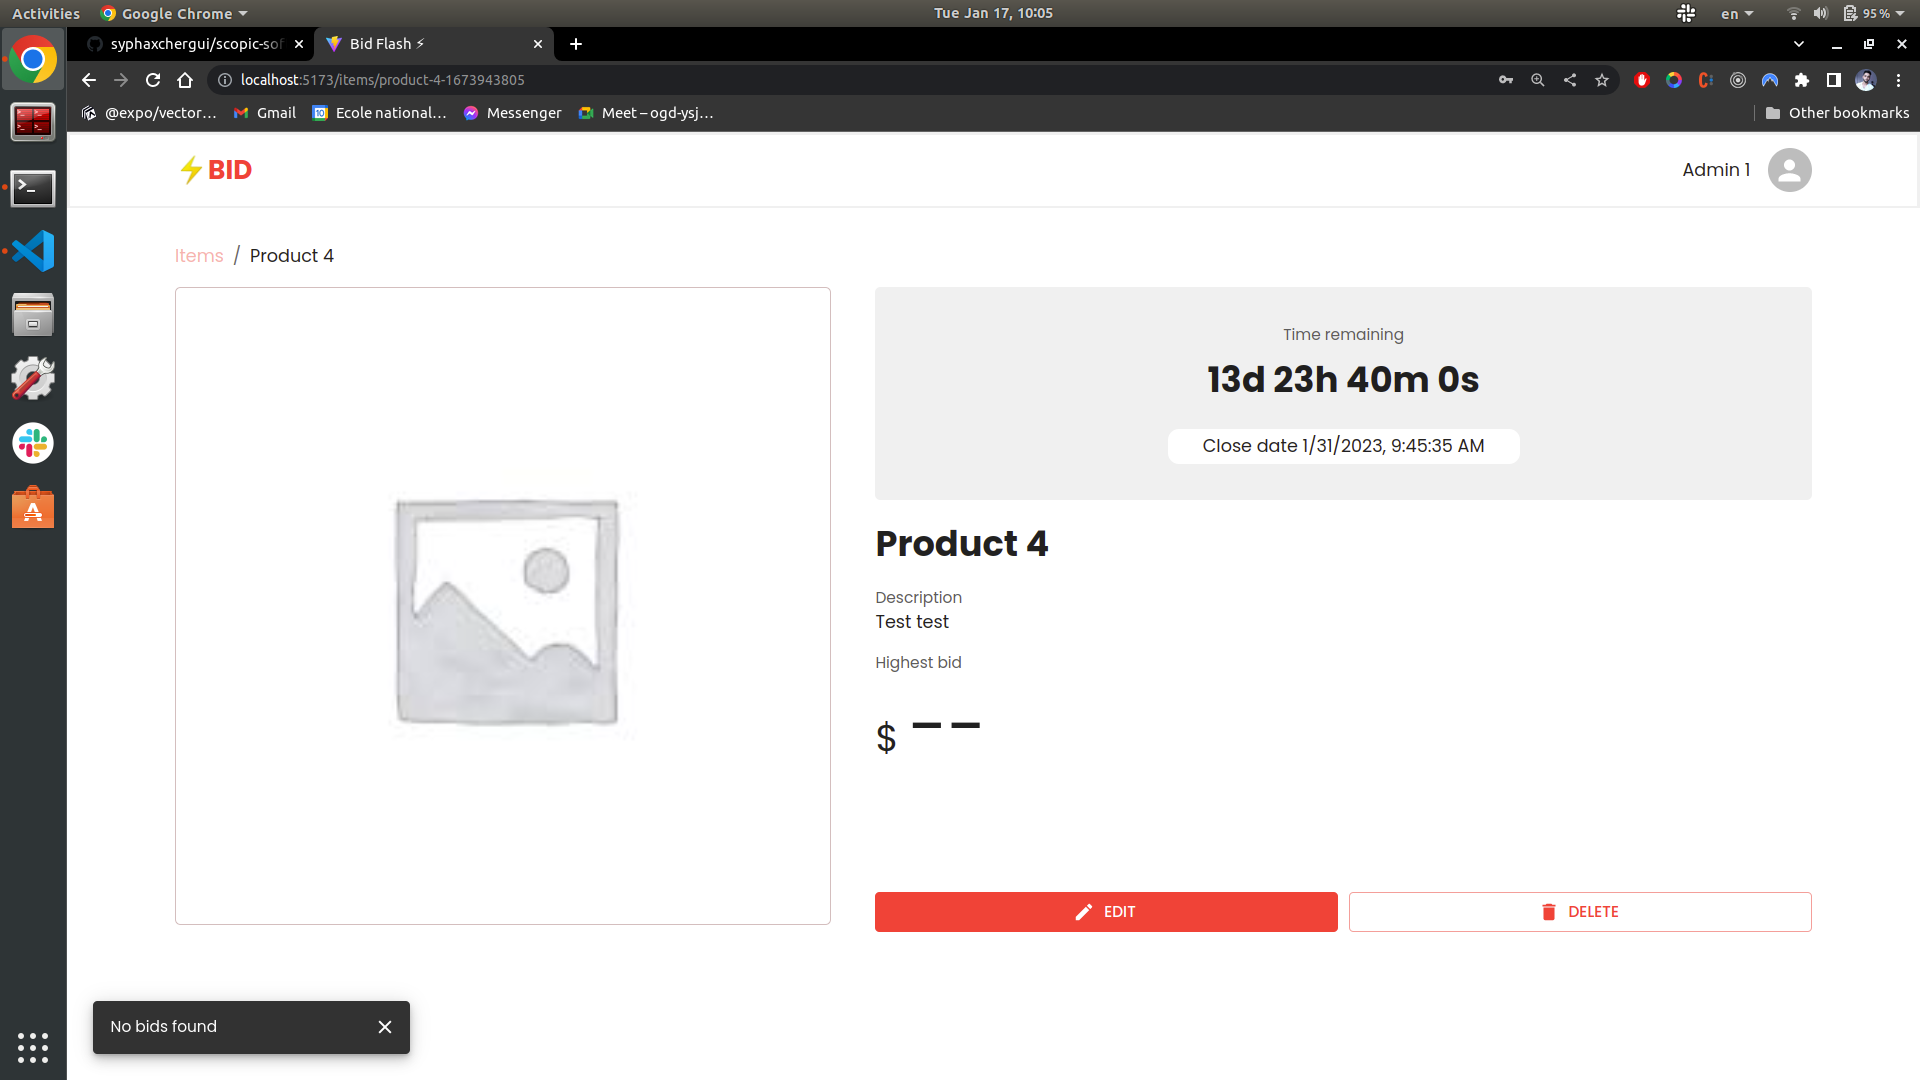 Activities Google Chrome Tue Jan 17, 10:05 en 95%
syphaxchergui/scopic-sof Bid Flash ⚡
localhost:5173/items/product-4-1673943805
@expo/vector… Gmail Ecole national… Messenger Meet – ogd-ysj… Other bookmarks
⚡BID Admin 1
Items / Product 4
Time remaining
13d 23h 40m 0s
Close date 1/31/2023, 9:45:35 AM
Product 4
Description
Test test
Highest bid
$ --
EDIT DELETE
No bids found